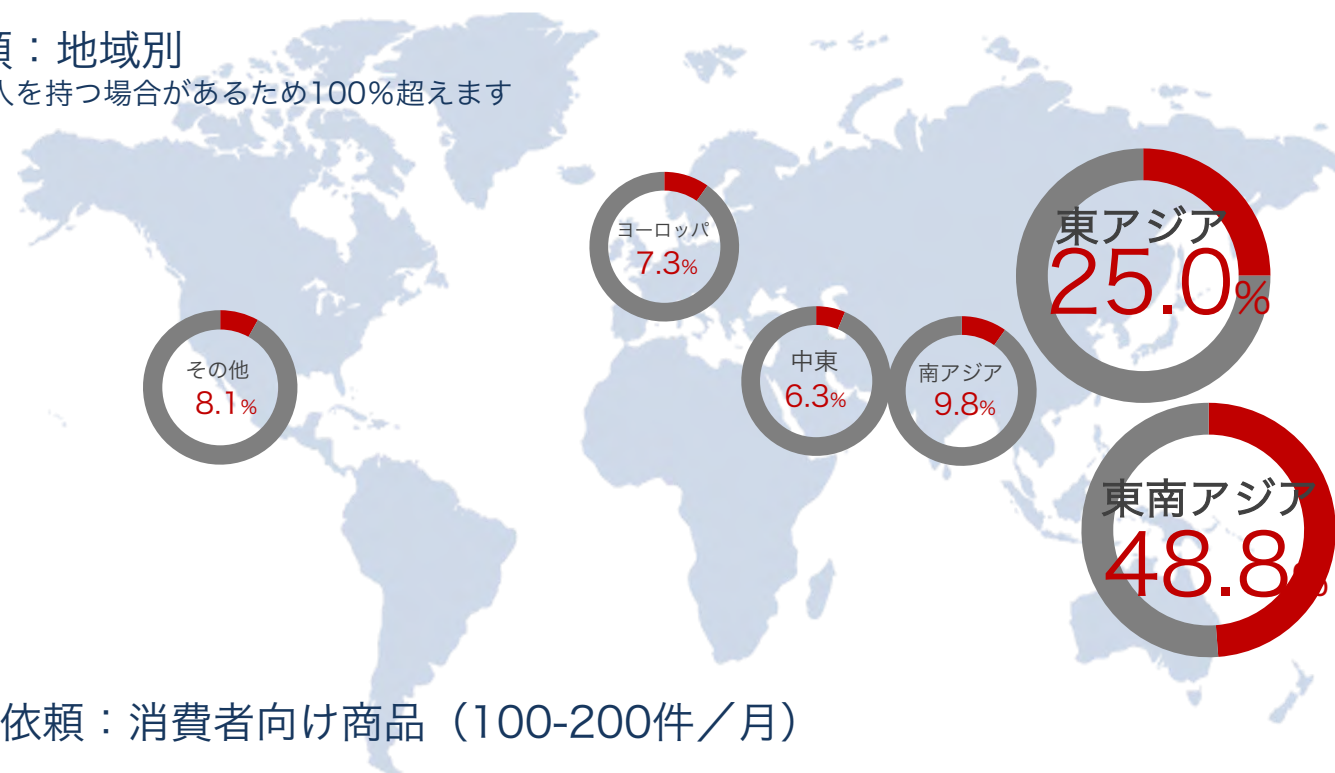 頼：地域別
人を持つ場合があるため100%超えます
ヨーロッパ
7.3%
東アジア
25.0%
その他
8.1%
中東
6.3%
南アジア
9.8%
東南アジア
48.8%
依頼：消費者向け商品（100-200件／月）